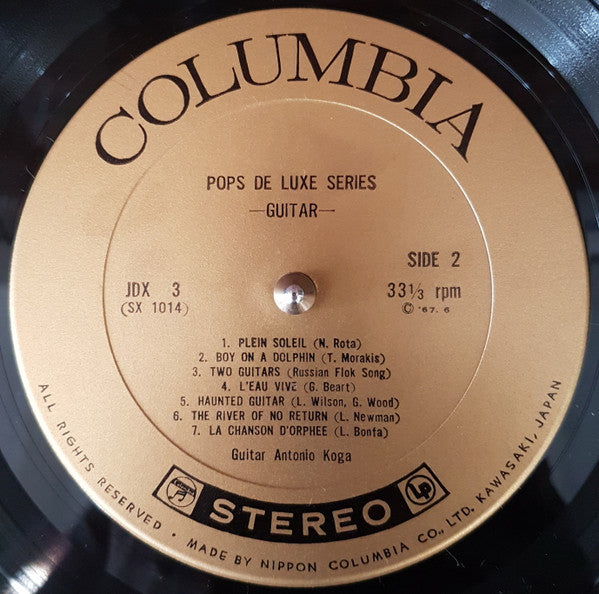 COLUMBIA
POPS DE LUXE SERIES
—GUITAR—
SIDE 2
JDX 3
(SX 1014)
33 1/3 rpm
Ⓒ '67. 6
1. PLEIN SOLEIL (N. Rota)
2. BOY ON A DOLPHIN (T. Morakis)
3. TWO GUITARS (Russian Flok Song)
4. L'EAU VIVE (G. Beart)
5. HAUNTED GUITAR (L. Wilson, G. Wood)
6. THE RIVER OF NO RETURN (L. Newman)
7. LA CHANSON D'ORPHEE (L. Bonfa)
Guitar Antonio Koga
STEREO
LP
ALL RIGHTS RESERVED • MADE BY NIPPON COLUMBIA CO., LTD. KAWASAKI, JAPAN